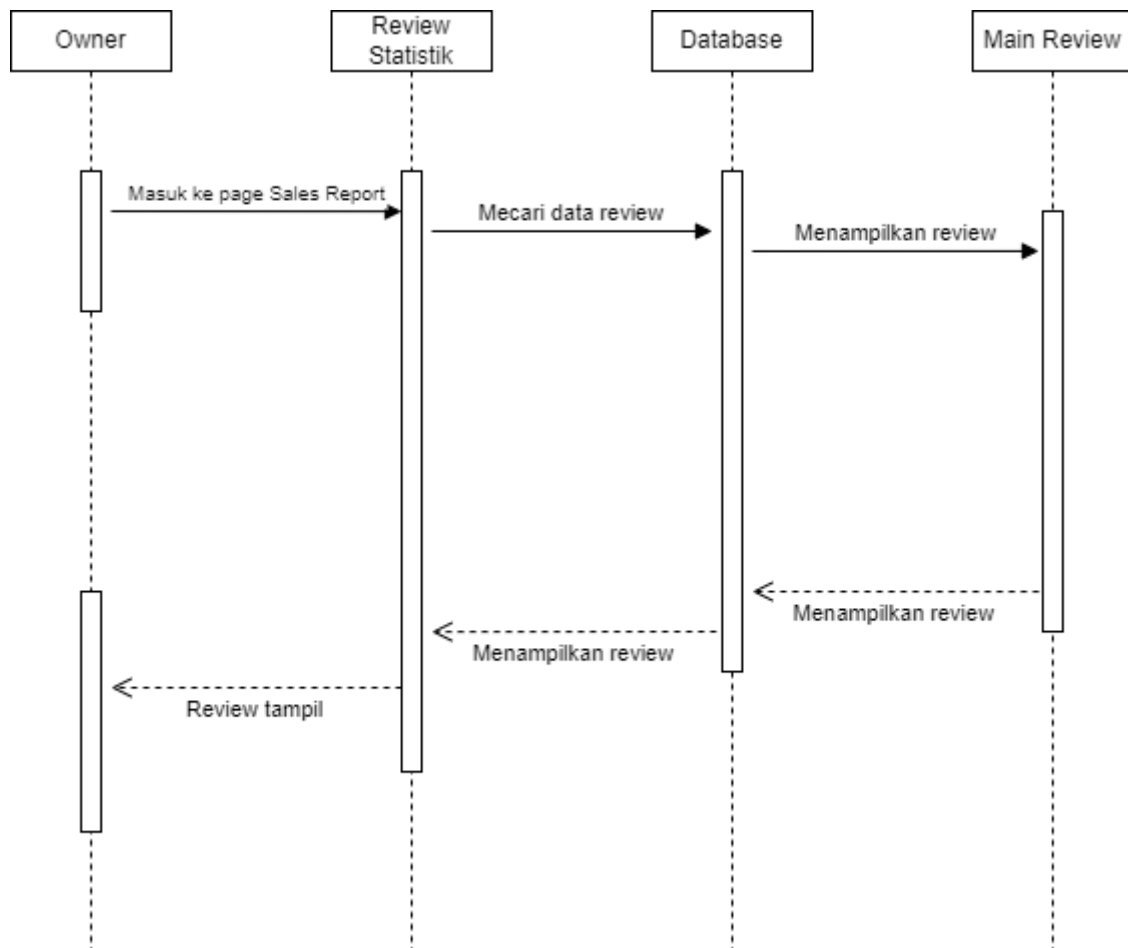 Owner
Review
Statistik
Database
Main Review
Masuk ke page Sales Report
Mecari data review
Menampilkan review
Menampilkan review
Menampilkan review
Review tampil